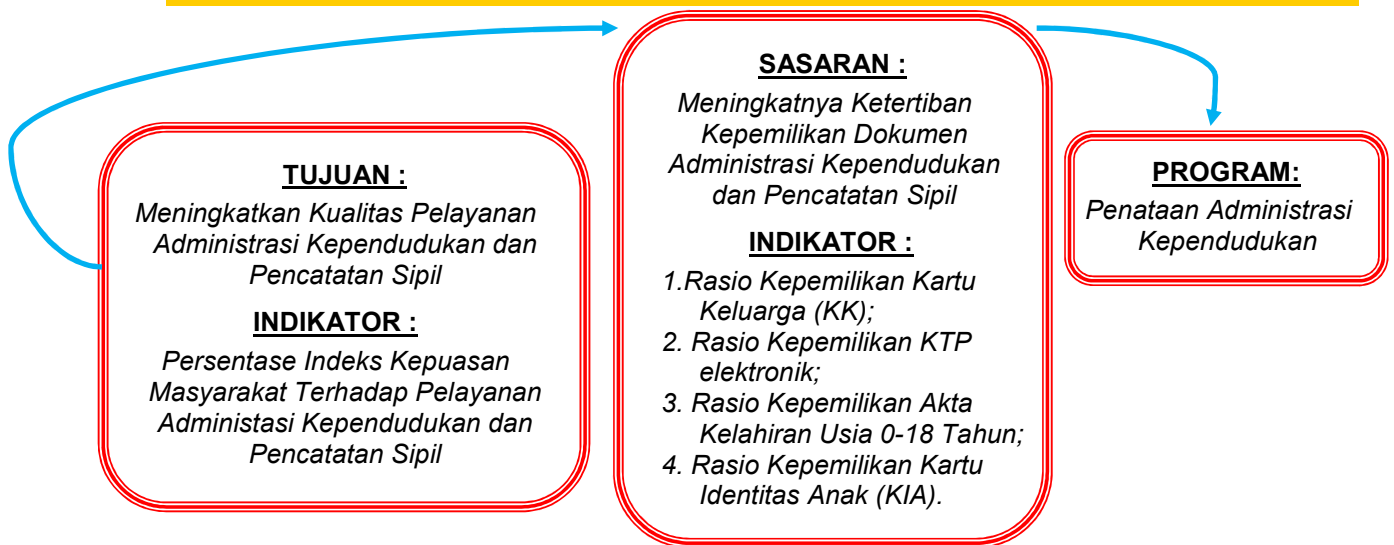 TUJUAN :
Meningkatkan Kualitas Pelayanan
Administrasi Kependudukan dan
Pencatatan Sipil
INDIKATOR :
Persentase Indeks Kepuasan
Masyarakat Terhadap Pelayanan
Administasi Kependudukan dan
Pencatatan Sipil
SASARAN :
Meningkatnya Ketertiban
Kepemilikan Dokumen
Administrasi Kependudukan
dan Pencatatan Sipil
INDIKATOR :
1.Rasio Kepemilikan Kartu
Keluarga (KK);
2. Rasio Kepemilikan KTP
elektronik;
3. Rasio Kepemilikan Akta
Kelahiran Usia 0-18 Tahun;
4. Rasio Kepemilikan Kartu
Identitas Anak (KIA).
PROGRAM:
Penataan Administrasi
Kependudukan